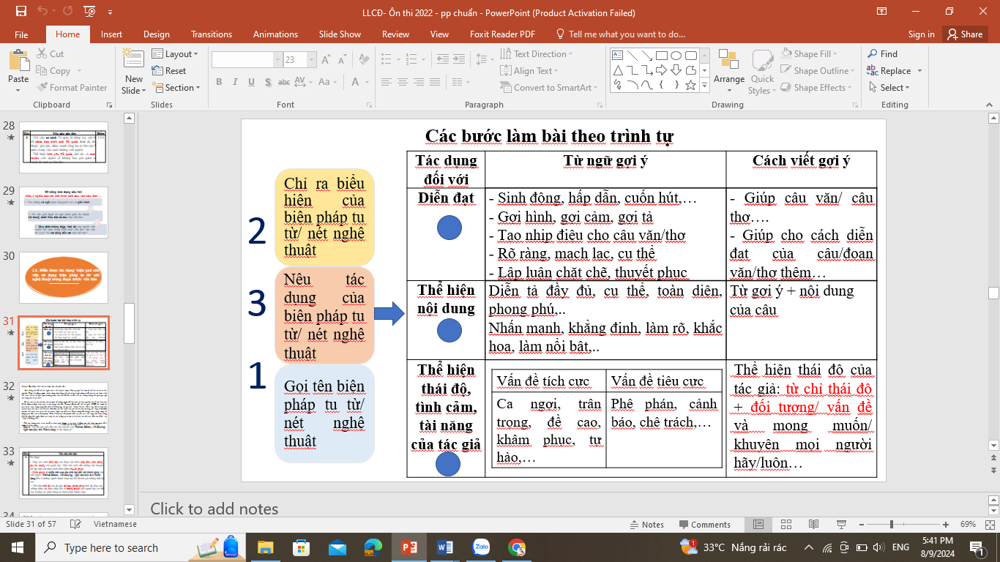 LLCĐ- Ôn thi 2022 - pp chuẩn - PowerPoint (Product Activation Failed)
File Home Insert Design Transitions Animations Slide Show Review View Foxit Reader PDF Tell me what you want to do... Sign in Share
Paste
Cut
Copy
Format Painter
Clipboard
New Slide
Layout
Reset
Section
Slides
23
B I U S abc AV Aa A
Font
Paragraph
Text Direction
Align Text
Convert to SmartArt
Arrange
Quick Styles
Shape Fill
Shape Outline
Shape Effects
Drawing
Find
Replace
Select
Editing
28
29
30
31
32
33
Các bước làm bài theo trình tự
2
Chỉ ra biểu
hiện của
biện pháp tu
từ/ nét nghệ
thuật
3
Nêu tác
dụng của
biện pháp tu
từ/ nét nghệ
thuật
1
Gọi tên biện
pháp tu từ/
nét nghệ
thuật
Tác dụng
đối với
Từ ngữ gợi ý
Cách viết gợi ý
Diễn đạt
- Sinh động, hấp dẫn, cuốn hút,…
- Gợi hình, gợi cảm, gợi tả
- Tạo nhịp điệu cho câu văn/thơ
- Rõ ràng, mạch lạc, cụ thể
- Lập luận chặt chẽ, thuyết phục
- Giúp câu văn/ câu
thơ….
- Giúp cho cách diễn
đạt của câu/đoạn
văn/thơ thêm…
Thể hiện
nội dung
Diễn tả đầy đủ, cụ thể, toàn diện,
phong phú,..
Nhấn mạnh, khẳng định, làm rõ, khắc
họa, làm nổi bật,..
Từ gợi ý + nội dung
của câu
Thể hiện
thái độ,
tình cảm,
tài năng
của tác giả
Vấn đề tích cực
Vấn đề tiêu cực
Ca ngợi, trân
trọng, đề cao,
khâm phục, tự
hào,…
Phê phán, cảnh
báo, chê trách,…
Thể hiện thái độ của
tác giả: từ chỉ thái độ
+ đối tượng/ vấn đề
và mong muốn/
khuyên mọi người
hãy/luôn…
Click to add notes
Slide 31 of 57 Vietnamese Notes Comments 69%
Type here to search
33°C Nắng rải rác ENG
5:41 PM
8/9/2024